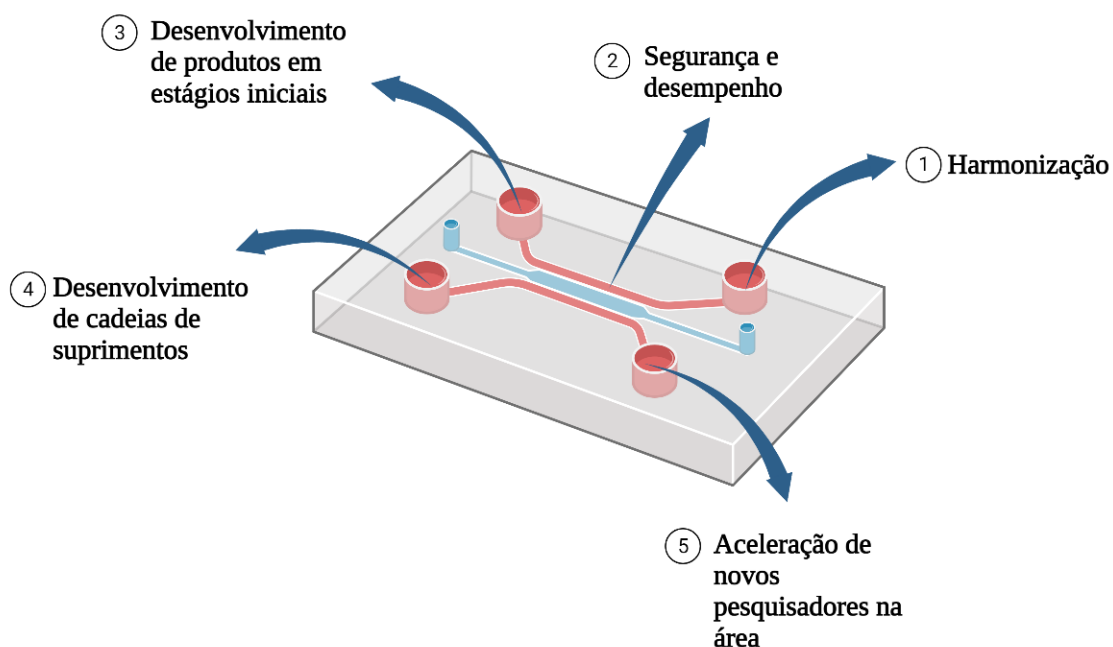 3 Desenvolvimento
de produtos em
estágios iniciais
2 Segurança e
desempenho
1 Harmonização
4 Desenvolvimento
de cadeias de
suprimentos
5 Aceleração de
novos
pesquisadores na
área